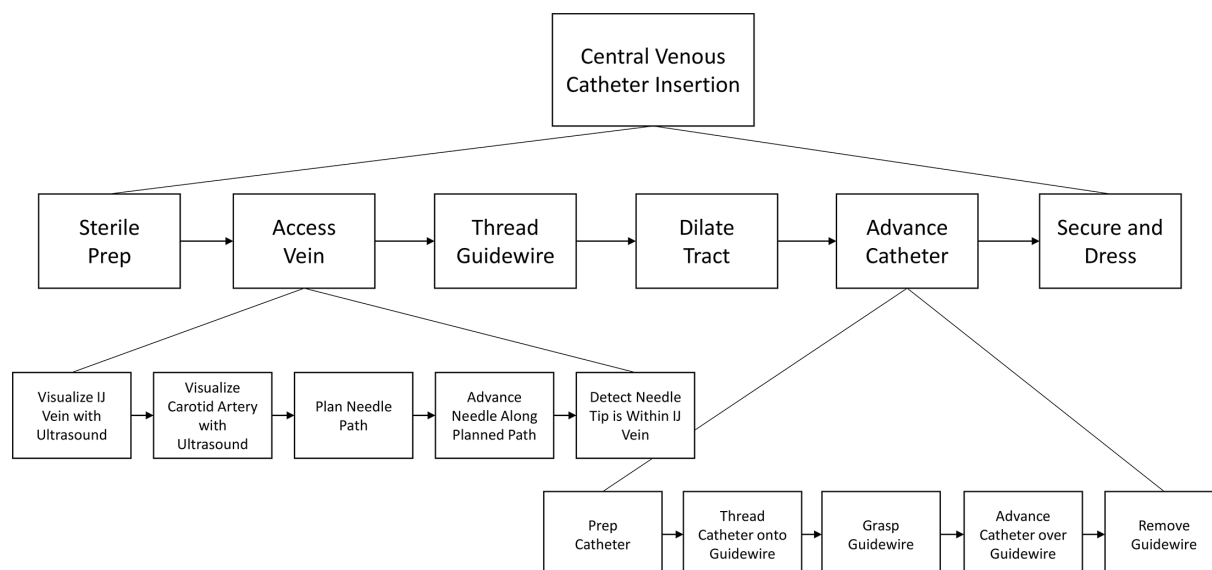 Central Venous
Catheter Insertion
Sterile
Prep
Access
Vein
Thread
Guidewire
Dilate
Tract
Advance
Catheter
Secure and
Dress
Visualize IJ
Vein with
Ultrasound
Visualize
Carotid Artery
with
Ultrasound
Plan Needle
Path
Advance
Needle Along
Planned Path
Detect Needle
Tip is Within IJ
Vein
Prep
Catheter
Thread
Catheter onto
Guidewire
Grasp
Guidewire
Advance
Catheter over
Guidewire
Remove
Guidewire